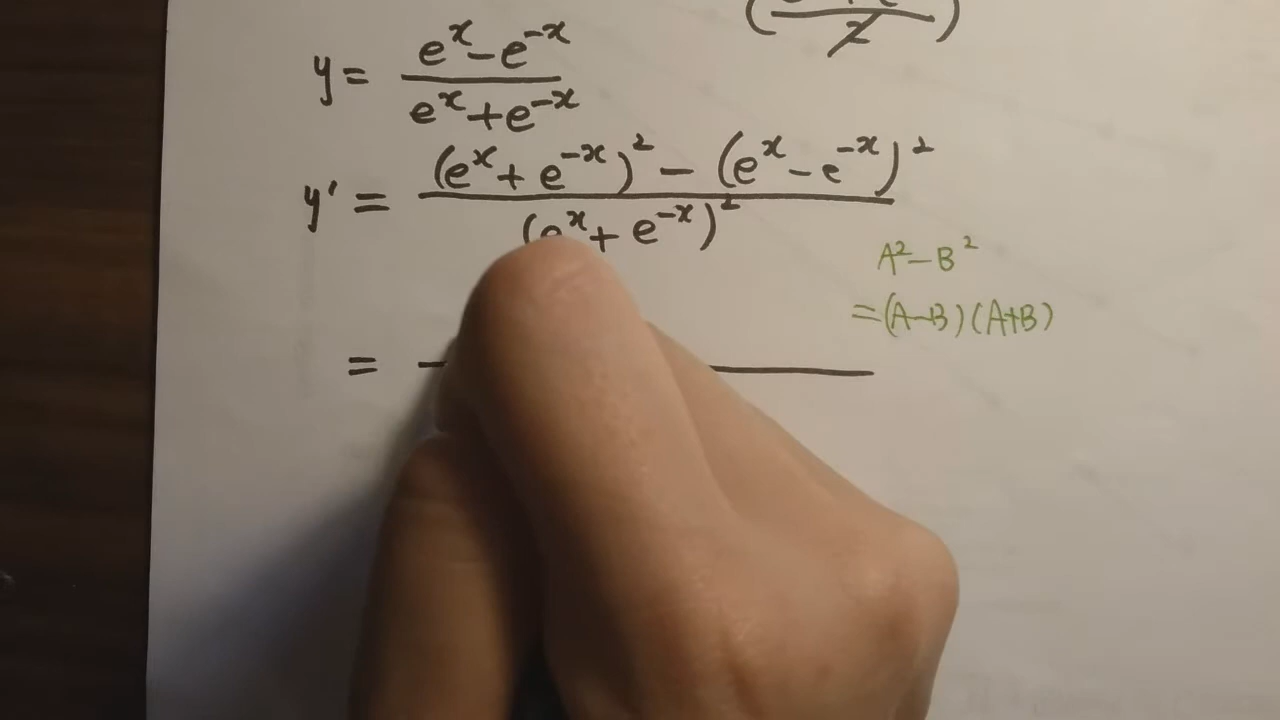 y = (e^x - e^{-x}) / (e^x + e^{-x})
y' = ((e^x + e^{-x})^2 - (e^x - e^{-x})^2) / (e^x + e^{-x})^2
A^2 - B^2
= (A-B)(A+B)
=